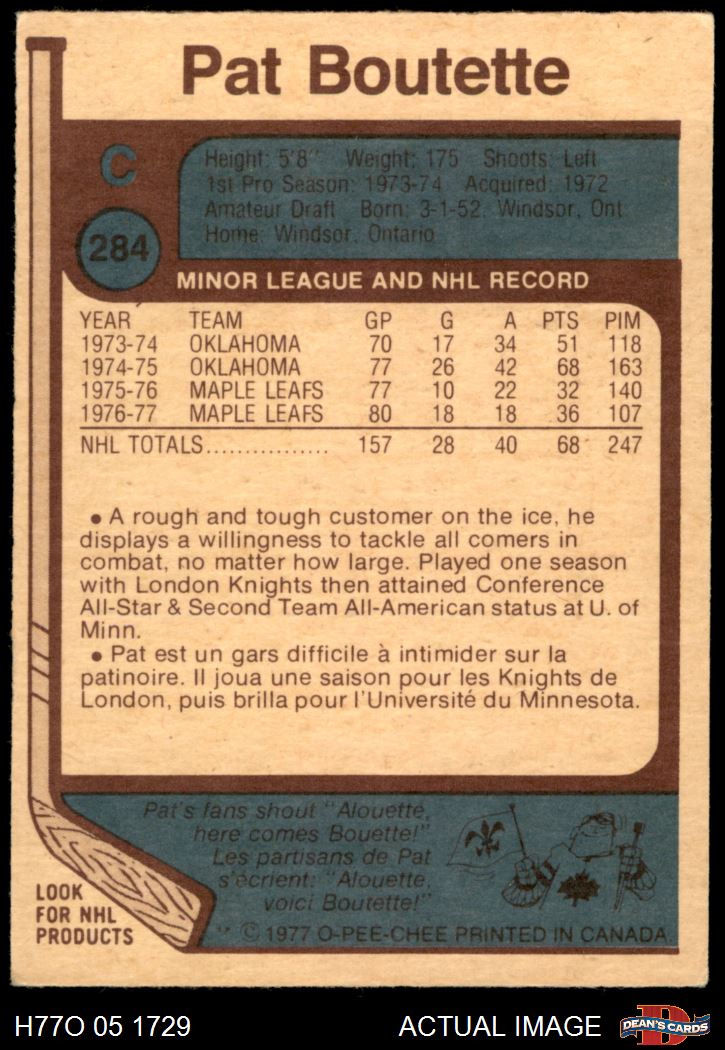 Pat Boutette
C
284
Height: 5'8" Weight: 175 Shoots: Left
1st Pro Season: 1973-74 Acquired: 1972
Amateur Draft Born: 3-1-52, Windsor, Ont
Home: Windsor, Ontario
MINOR LEAGUE AND NHL RECORD
YEAR TEAM GP G A PTS PIM
1973-74 OKLAHOMA 70 17 34 51 118
1974-75 OKLAHOMA 77 26 42 68 163
1975-76 MAPLE LEAFS 77 10 22 32 140
1976-77 MAPLE LEAFS 80 18 18 36 107
NHL TOTALS................ 157 28 40 68 247
• A rough and tough customer on the ice, he
displays a willingness to tackle all comers in
combat, no matter how large. Played one season
with London Knights then attained Conference
All-Star & Second Team All-American status at U. of
Minn.
• Pat est un gars difficile à intimider sur la
patinoire. Il joua une saison pour les Knights de
London, puis brilla pour l'Université du Minnesota.
Pat's fans shout "Alouette,
here comes Bouette!"
Les partisans de Pat
s'écrient: "Alouette,
voici Boutette!"
LOOK
FOR NHL
PRODUCTS
** © 1977 O-PEE-CHEE PRINTED IN CANADA
H77O 05 1729 ACTUAL IMAGE
D
DEAN'S CARDS